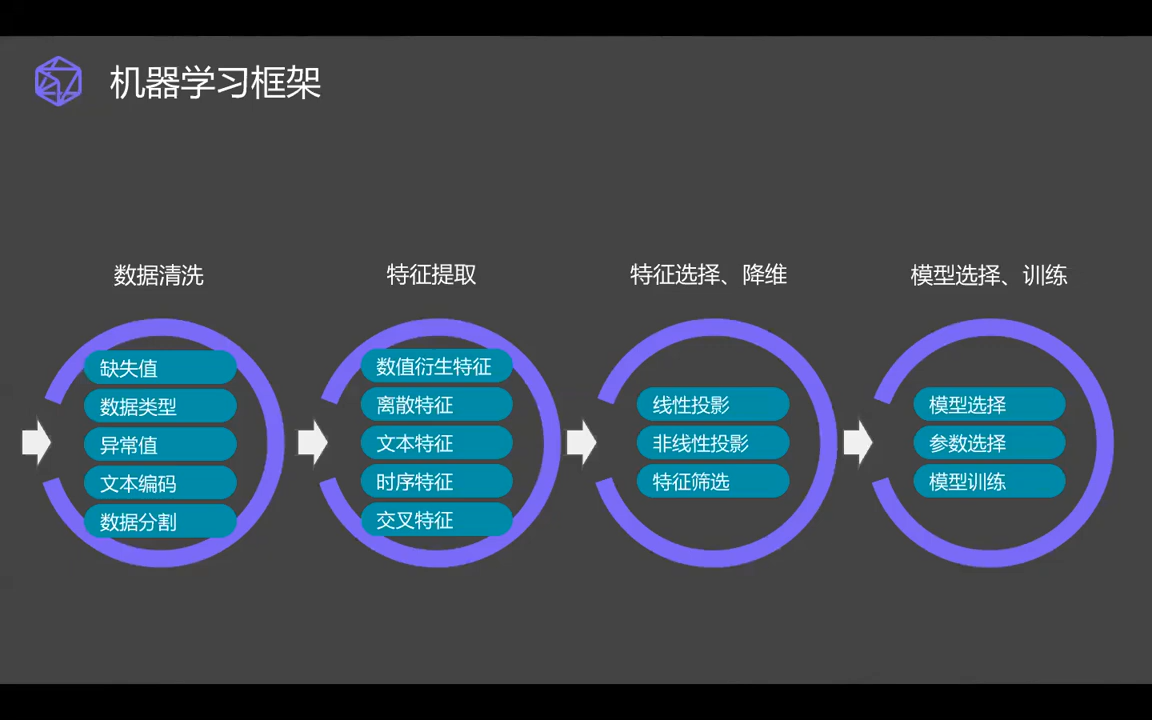 机器学习框架
数据清洗
缺失值
数据类型
异常值
文本编码
数据分割
特征提取
数值衍生特征
离散特征
文本特征
时序特征
交叉特征
特征选择、降维
线性投影
非线性投影
特征筛选
模型选择、训练
模型选择
参数选择
模型训练